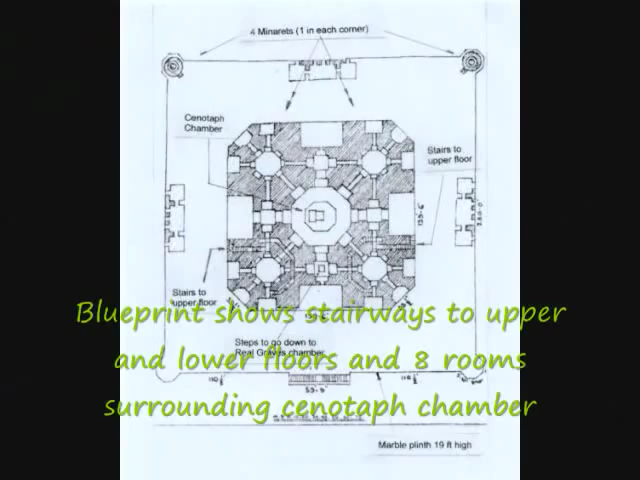 4 Minarets (1 in each corner)
Cenotaph
Chamber
Stairs to
upper floor
Stairs to
upper floor
Blueprint shows stairways to upper
Steps to go down to
Real Graves chamber
and lower floors and 8 rooms
surrounding cenotaph chamber
Marble plinth 19 ft high